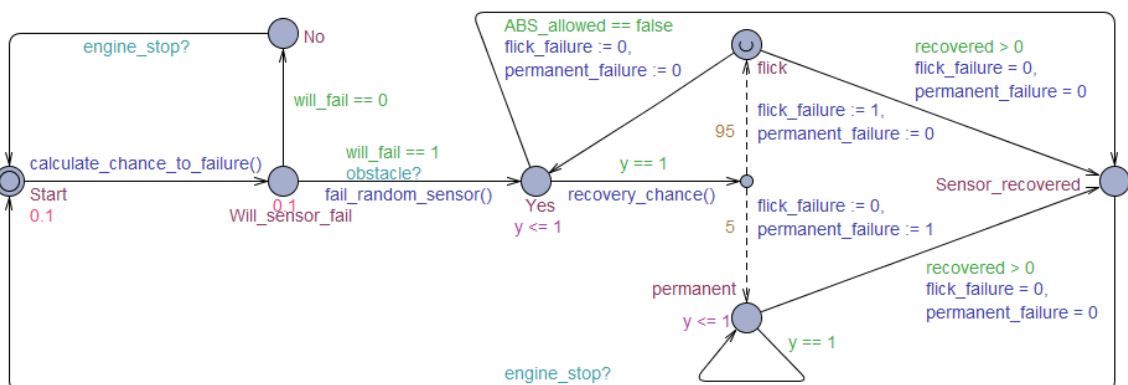 ABS_allowed == false
flick_failure := 0,
permanent_failure := 0
No
engine_stop?
flick
recovered > 0
flick_failure = 0,
permanent_failure = 0
will_fail == 0
flick_failure := 1,
permanent_failure := 0
95
calculate_chance_to_failure()
will_fail == 1
obstacle?
fail_random_sensor()
y == 1
recovery_chance()
Start
0.1
0.1
Will_sensor_fail
Yes
y <= 1
Sensor_recovered
flick_failure := 0,
permanent_failure := 1
5
permanent
y <= 1
recovered > 0
flick_failure = 0,
permanent_failure = 0
y == 1
engine_stop?